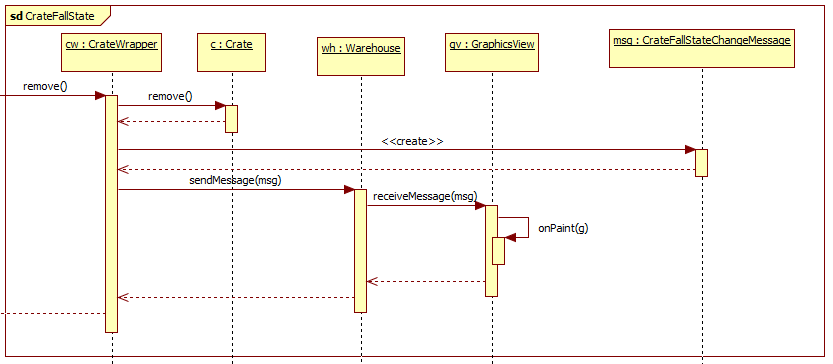 sd CrateFallState
cw : CrateWrapper
c : Crate
wh : Warehouse
gv : GraphicsView
msg : CrateFallStateChangeMessage
remove()
remove()
<<create>>
sendMessage(msg)
receiveMessage(msg)
onPaint(g)